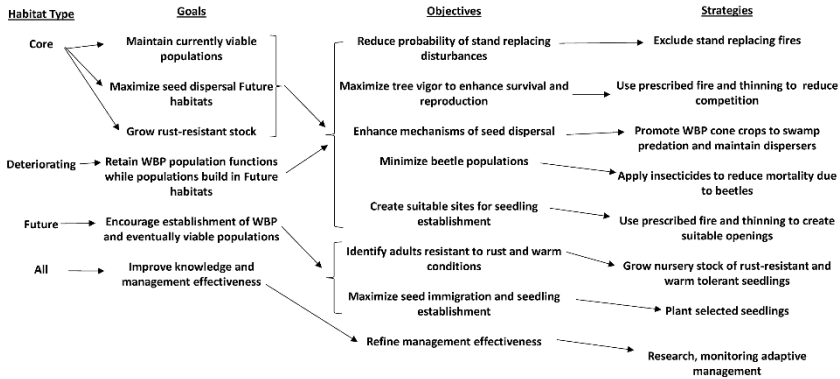 Habitat Type
Goals
Objectives
Strategies
Core
Maintain currently viable
populations
Maximize seed dispersal Future
habitats
Grow rust-resistant stock
Deteriorating
Retain WBP population functions
while populations build in Future
habitats
Future
Encourage establishment of WBP
and eventually viable populations
All
Improve knowledge and
management effectiveness
Reduce probability of stand replacing
disturbances
Maximize tree vigor to enhance survival and
reproduction
Enhance mechanisms of seed dispersal
Minimize beetle populations
Create suitable sites for seedling
establishment
Identify adults resistant to rust and warm
conditions
Maximize seed immigration and seedling
establishment
Refine management effectiveness
Exclude stand replacing fires
Use prescribed fire and thinning to reduce
competition
Promote WBP cone crops to swamp
predation and maintain dispersers
Apply insecticides to reduce mortality due
to beetles
Use prescribed fire and thinning to create
suitable openings
Grow nursery stock of rust-resistant and
warm tolerant seedlings
Plant selected seedlings
Research, monitoring adaptive
management